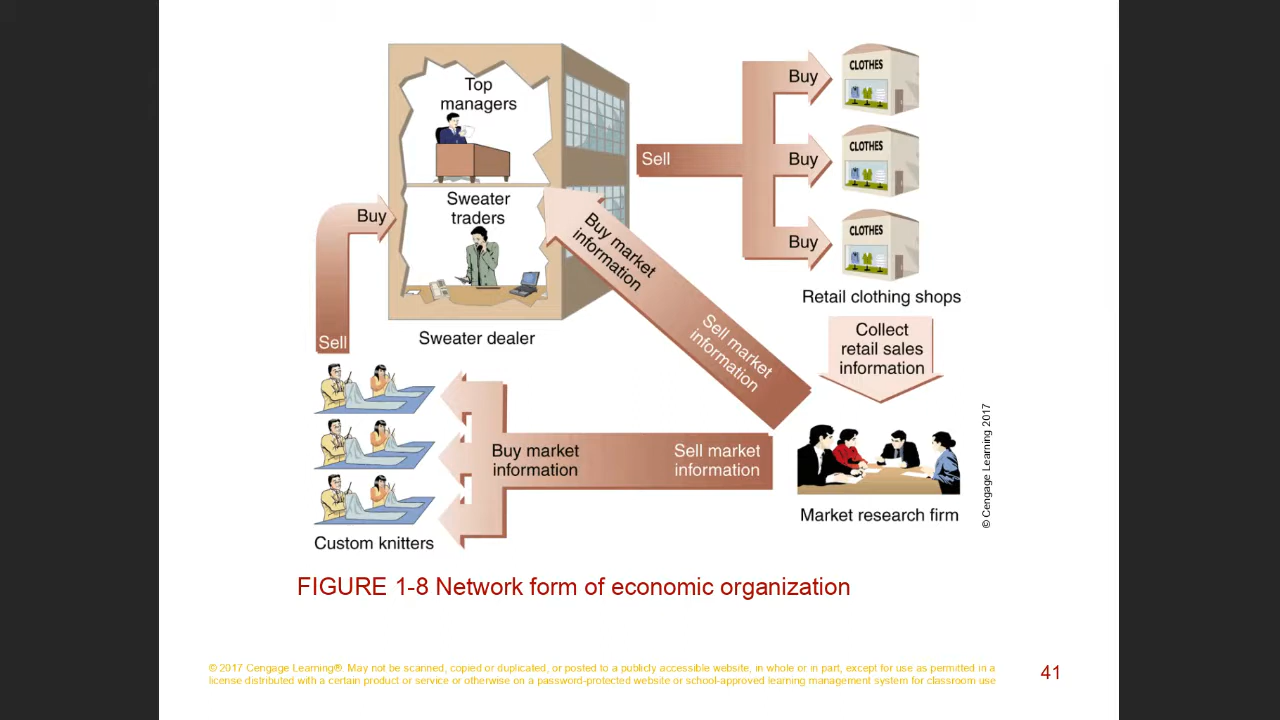 Top
managers
Sweater
traders
Sweater dealer
Buy
Sell
Sell
Buy
Buy
Buy
CLOTHES
CLOTHES
CLOTHES
Retail clothing shops
Collect
retail sales
information
Buy market
information
Sell market
information
Buy market
information
Sell market
information
Custom knitters
Market research firm
© Cengage Learning 2017
FIGURE 1-8 Network form of economic organization
© 2017 Cengage Learning®. May not be scanned, copied or duplicated, or posted to a publicly accessible website, in whole or in part, except for use as permitted in a
license distributed with a certain product or service or otherwise on a password-protected website or school-approved learning management system for classroom use
41